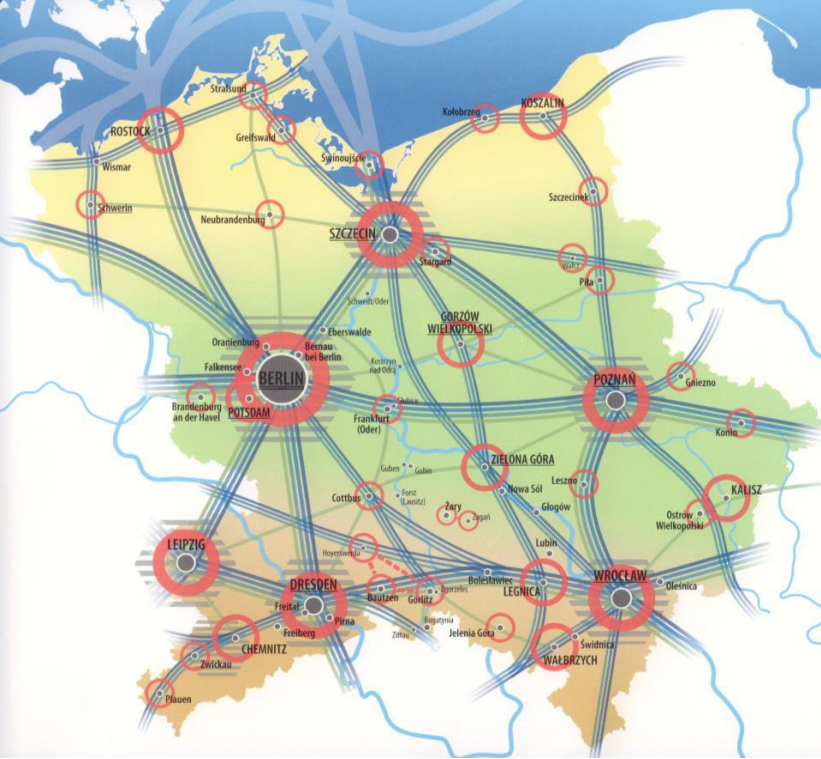 Stralsund
Kołobrzeg
KOSZALIN
ROSTOCK
Greifswald
Świnoujście
Wismar
Schwerin
Szczecinek
Neubrandenburg
SZCZECIN
Stargard
Wałcz
Piła
Schwedt/Oder
GORZÓW
WIELKOPOLSKI
Eberswalde
Oranienburg
Bernau
bei Berlin
Falkensee
Kostrzyn
nad Odrą
BERLIN
POZNAŃ
Gniezno
Brandenburg
an der Havel
POTSDAM
Słubice
Frankfurt
(Oder)
Konin
ZIELONA GÓRA
Guben
Gubin
Leszno
Nowa Sól
KALISZ
Cottbus
Forst
(Lausitz)
Żary
Żagań
Głogów
Ostrów
Wielkopolski
LEIPZIG
Lubin
Hoyerswerda
DRESDEN
Bolesławiec
WROCŁAW
Oleśnica
Bautzen
Görlitz
Zgorzelec
LEGNICA
Freital
Pirna
Freiberg
Bogatynia
Zittau
Jelenia Góra
Świdnica
CHEMNITZ
WAŁBRZYCH
Zwickau
Plauen